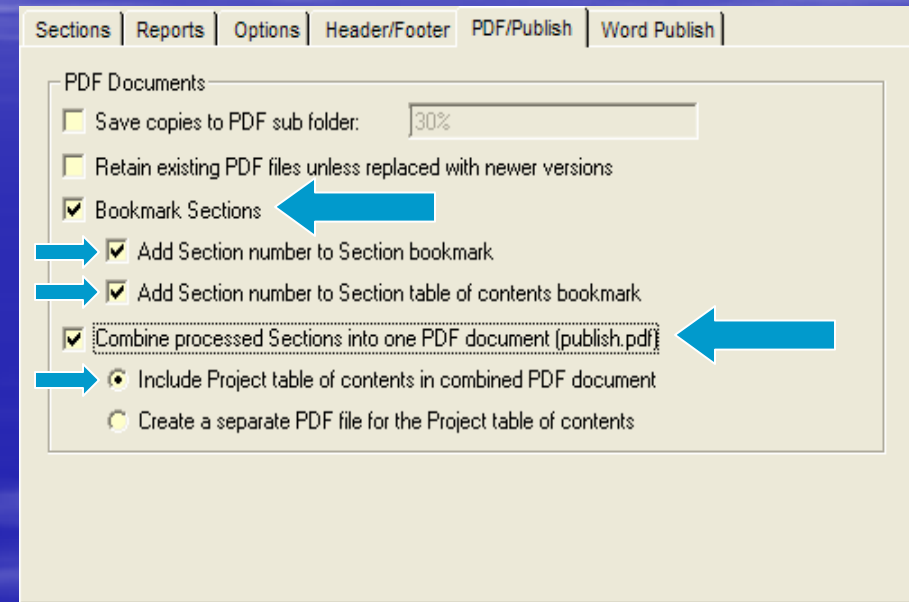 Sections Reports Options Header/Footer PDF/Publish Word Publish
PDF Documents
Save copies to PDF sub folder: 30%
Retain existing PDF files unless replaced with newer versions
Bookmark Sections
Add Section number to Section bookmark
Add Section number to Section table of contents bookmark
Combine processed Sections into one PDF document (publish.pdf)
Include Project table of contents in combined PDF document
Create a separate PDF file for the Project table of contents